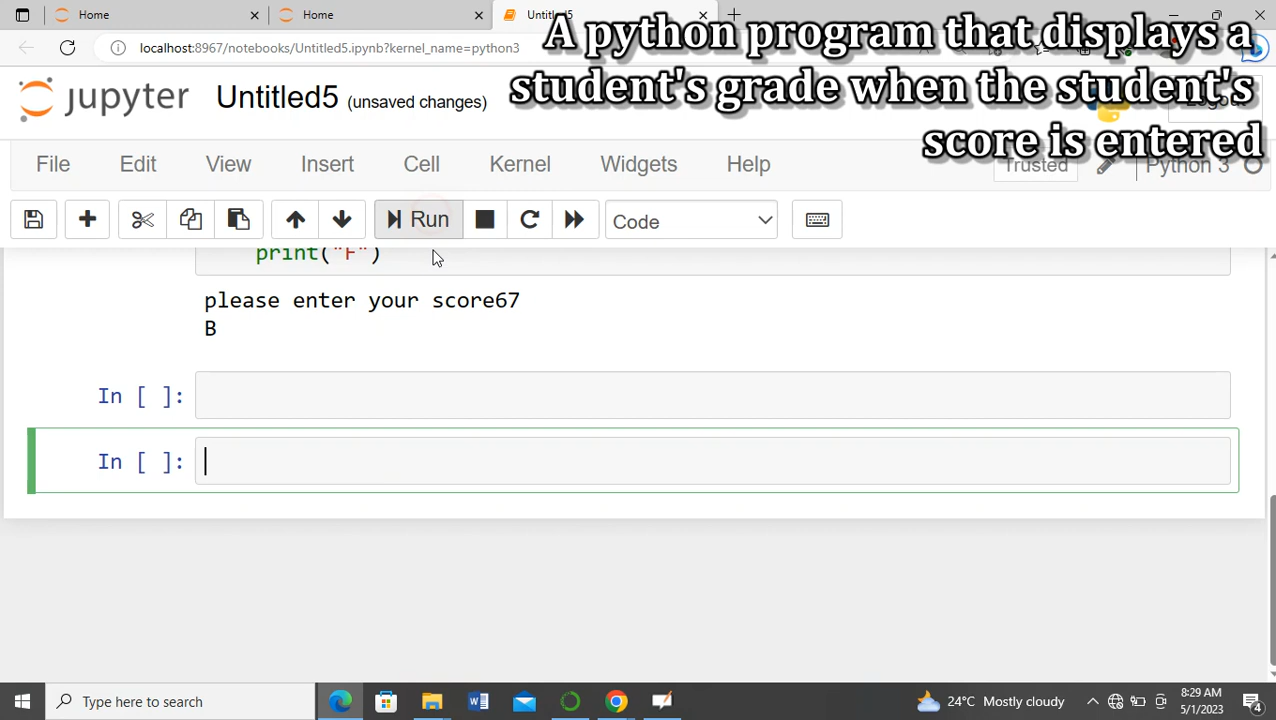 Home
Home
Untitled5
A python program that displays a
localhost:8967/notebooks/Untitled5.ipynb?kernel_name=python3
student's grade when the student's
jupyter Untitled5 (unsaved changes)
score is entered
File Edit View Insert Cell Kernel Widgets Help
Trusted Python 3
Run
Code
print("F")
please enter your score67
B
In [ ]:
In [ ]:
Type here to search
24°C Mostly cloudy
8:29 AM
5/1/2023
4